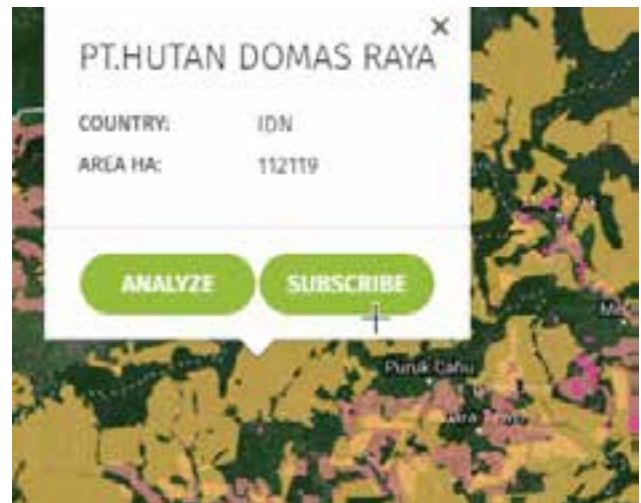 PT.HUTAN DOMAS RAYA
COUNTRY: IDN
AREA HA: 112119
ANALYZE SUBSCRIBE
Puruk Cahu